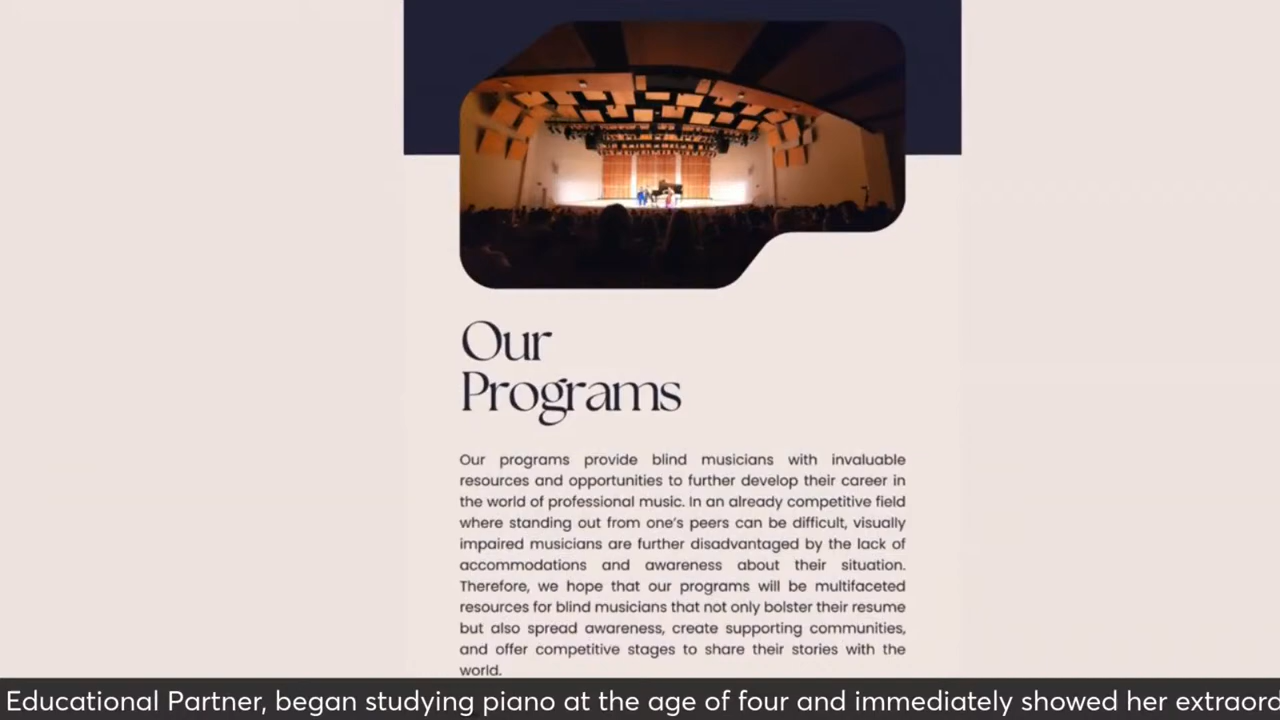 Our
Programs
Our programs provide blind musicians with invaluable
resources and opportunities to further develop their career in
the world of professional music. In an already competitive field
where standing out from one's peers can be difficult, visually
impaired musicians are further disadvantaged by the lack of
accommodations and awareness about their situation.
Therefore, we hope that our programs will be multifaceted
resources for blind musicians that not only bolster their resume
but also spread awareness, create supporting communities,
and offer competitive stages to share their stories with the
world.
Educational Partner, began studying piano at the age of four and immediately showed her